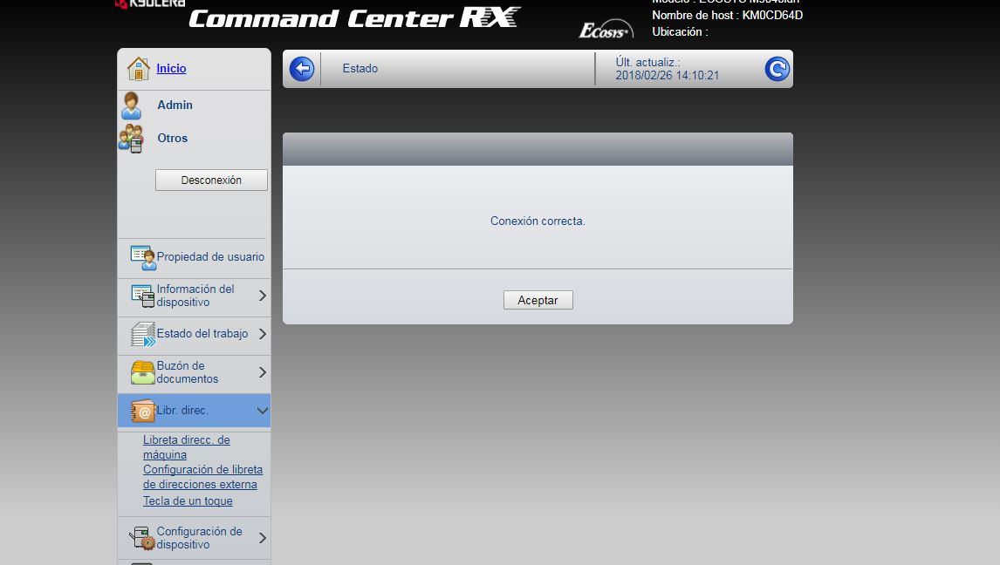 KYOCERA
Command Center RX
Ecosys
Nombre de host : KM0CD64D
Ubicación :
Inicio
Admin
Otros
Desconexión
Propiedad de usuario
Información del
dispositivo
Estado del trabajo
Buzón de
documentos
Libr. direc.
Libreta direcc. de
máquina
Configuración de libreta
de direcciones externa
Tecla de un toque
Configuración de
dispositivo
Estado
Últ. actualiz.:
2018/02/26 14:10:21
Conexión correcta.
Aceptar